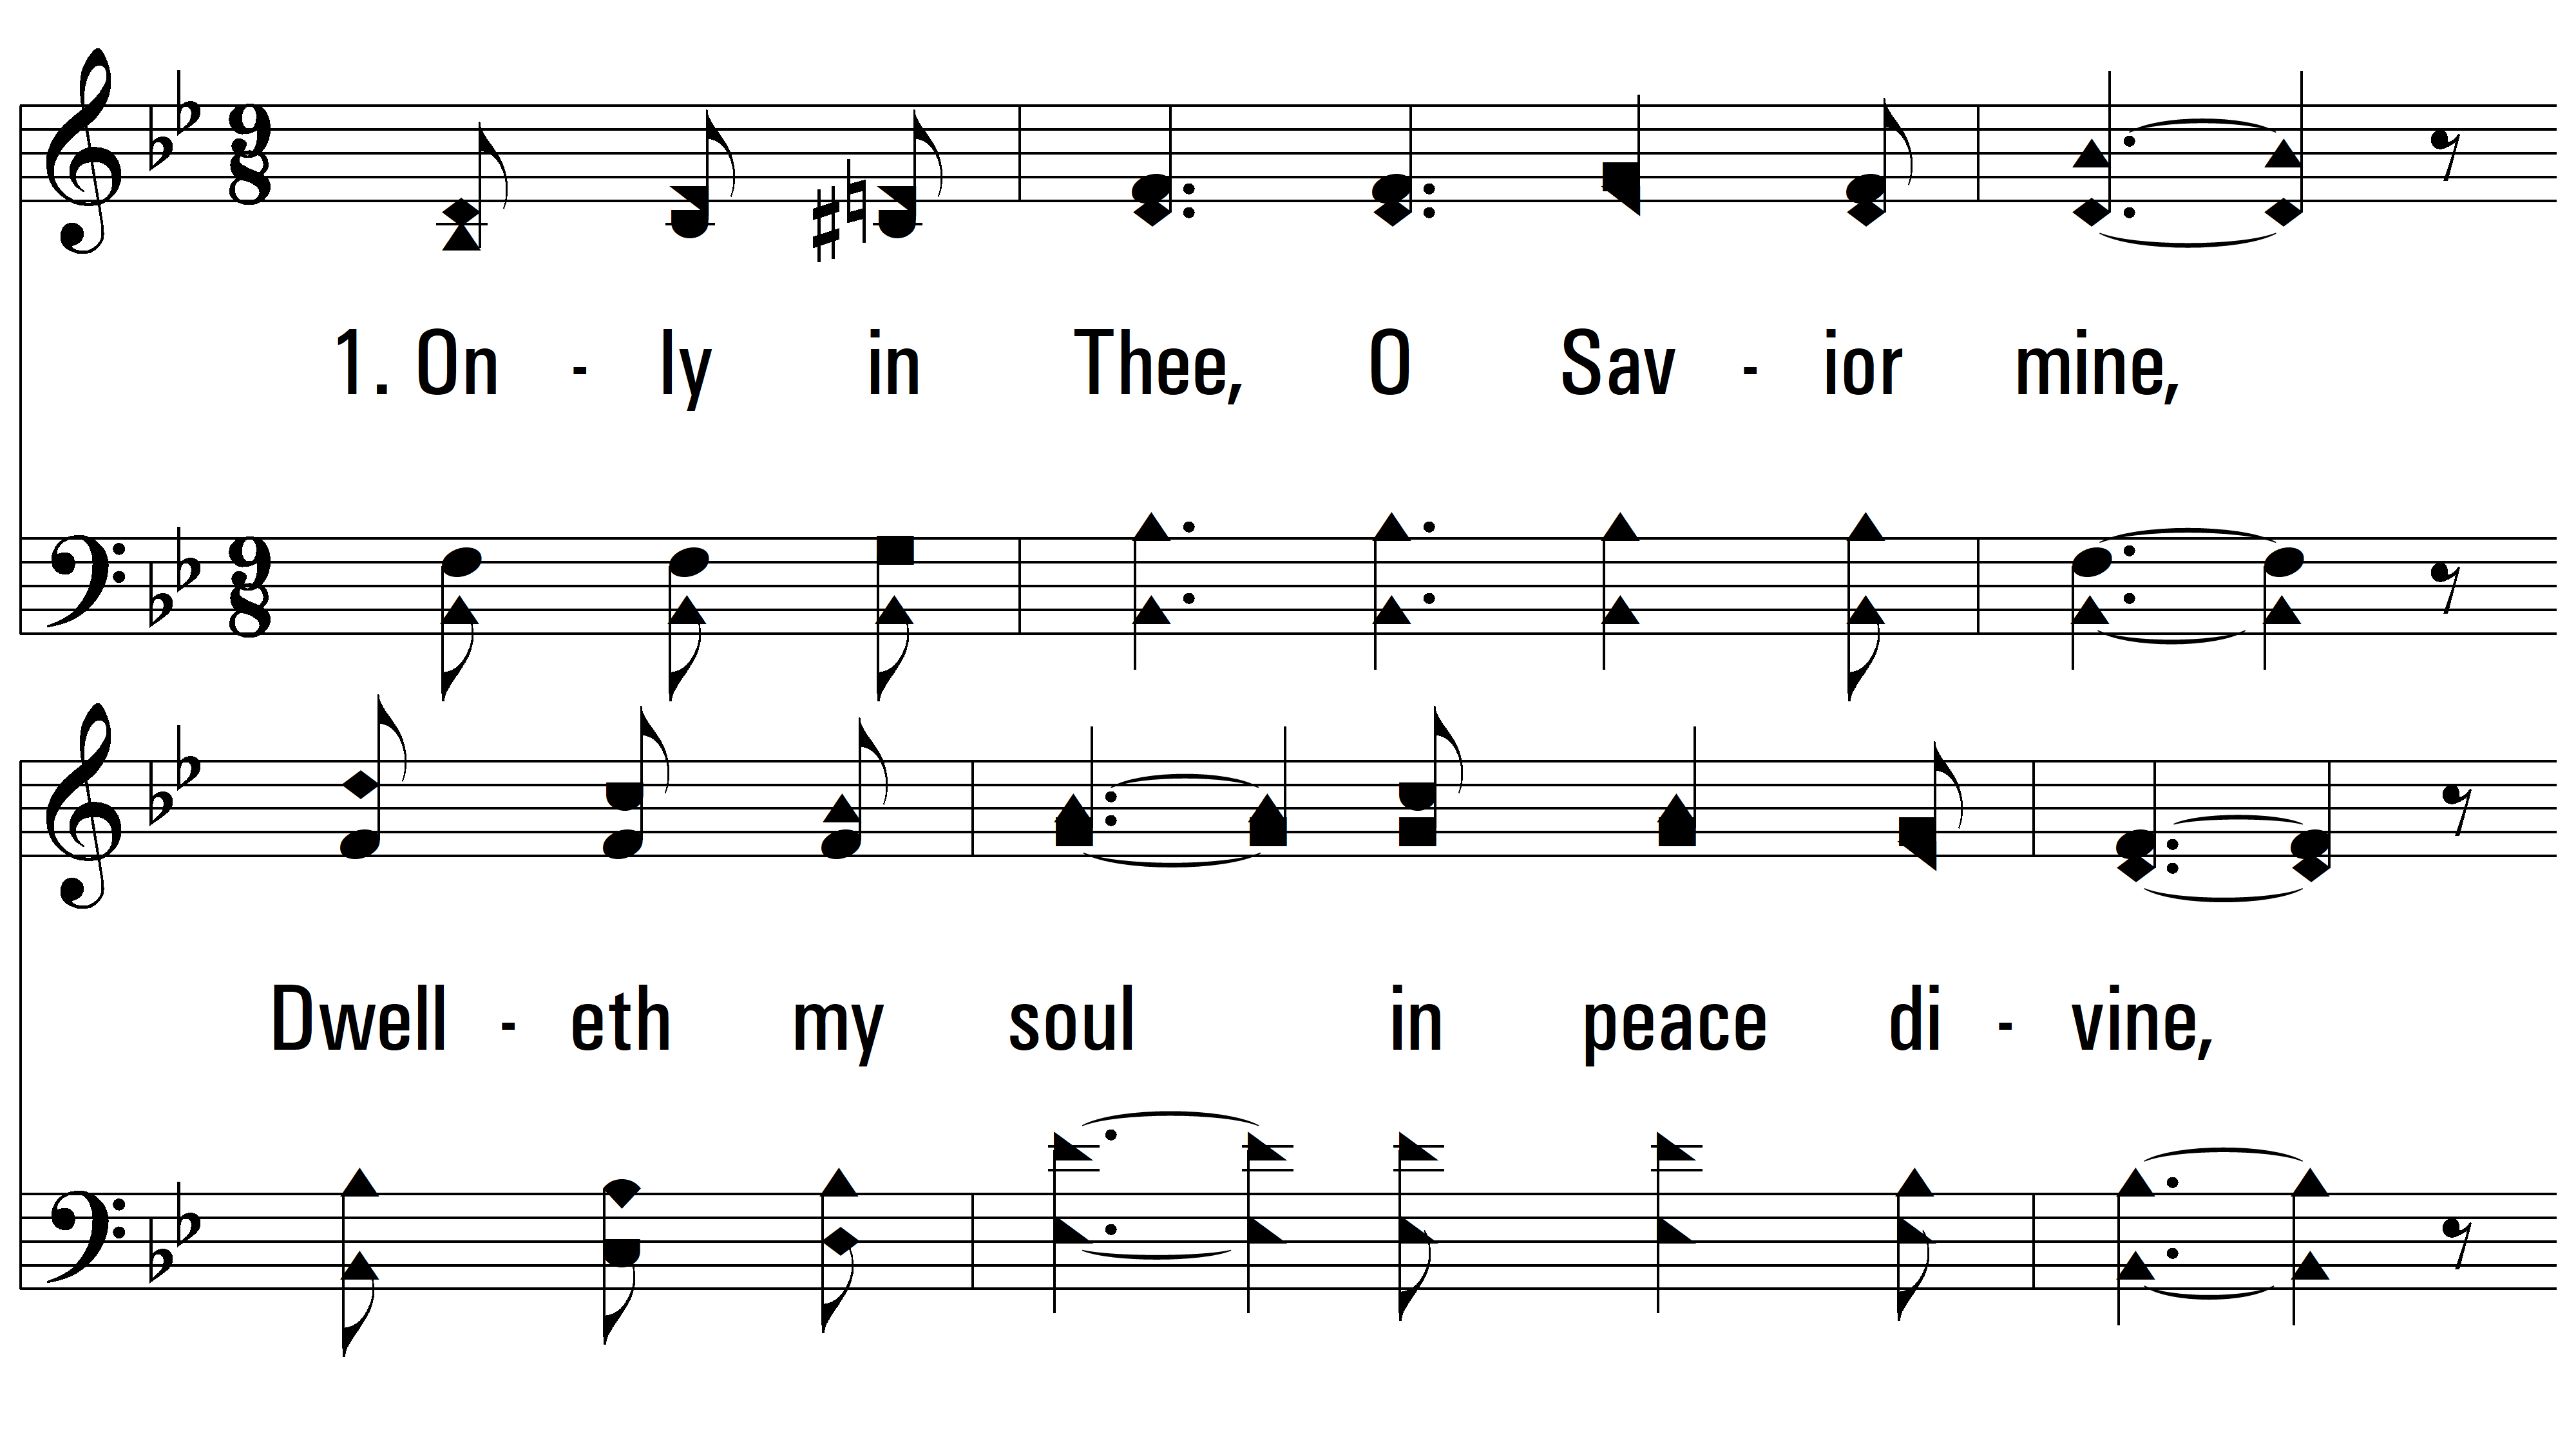 1. On - ly in Thee, O Sav - ior mine,
Dwell - eth my soul in peace di - vine,